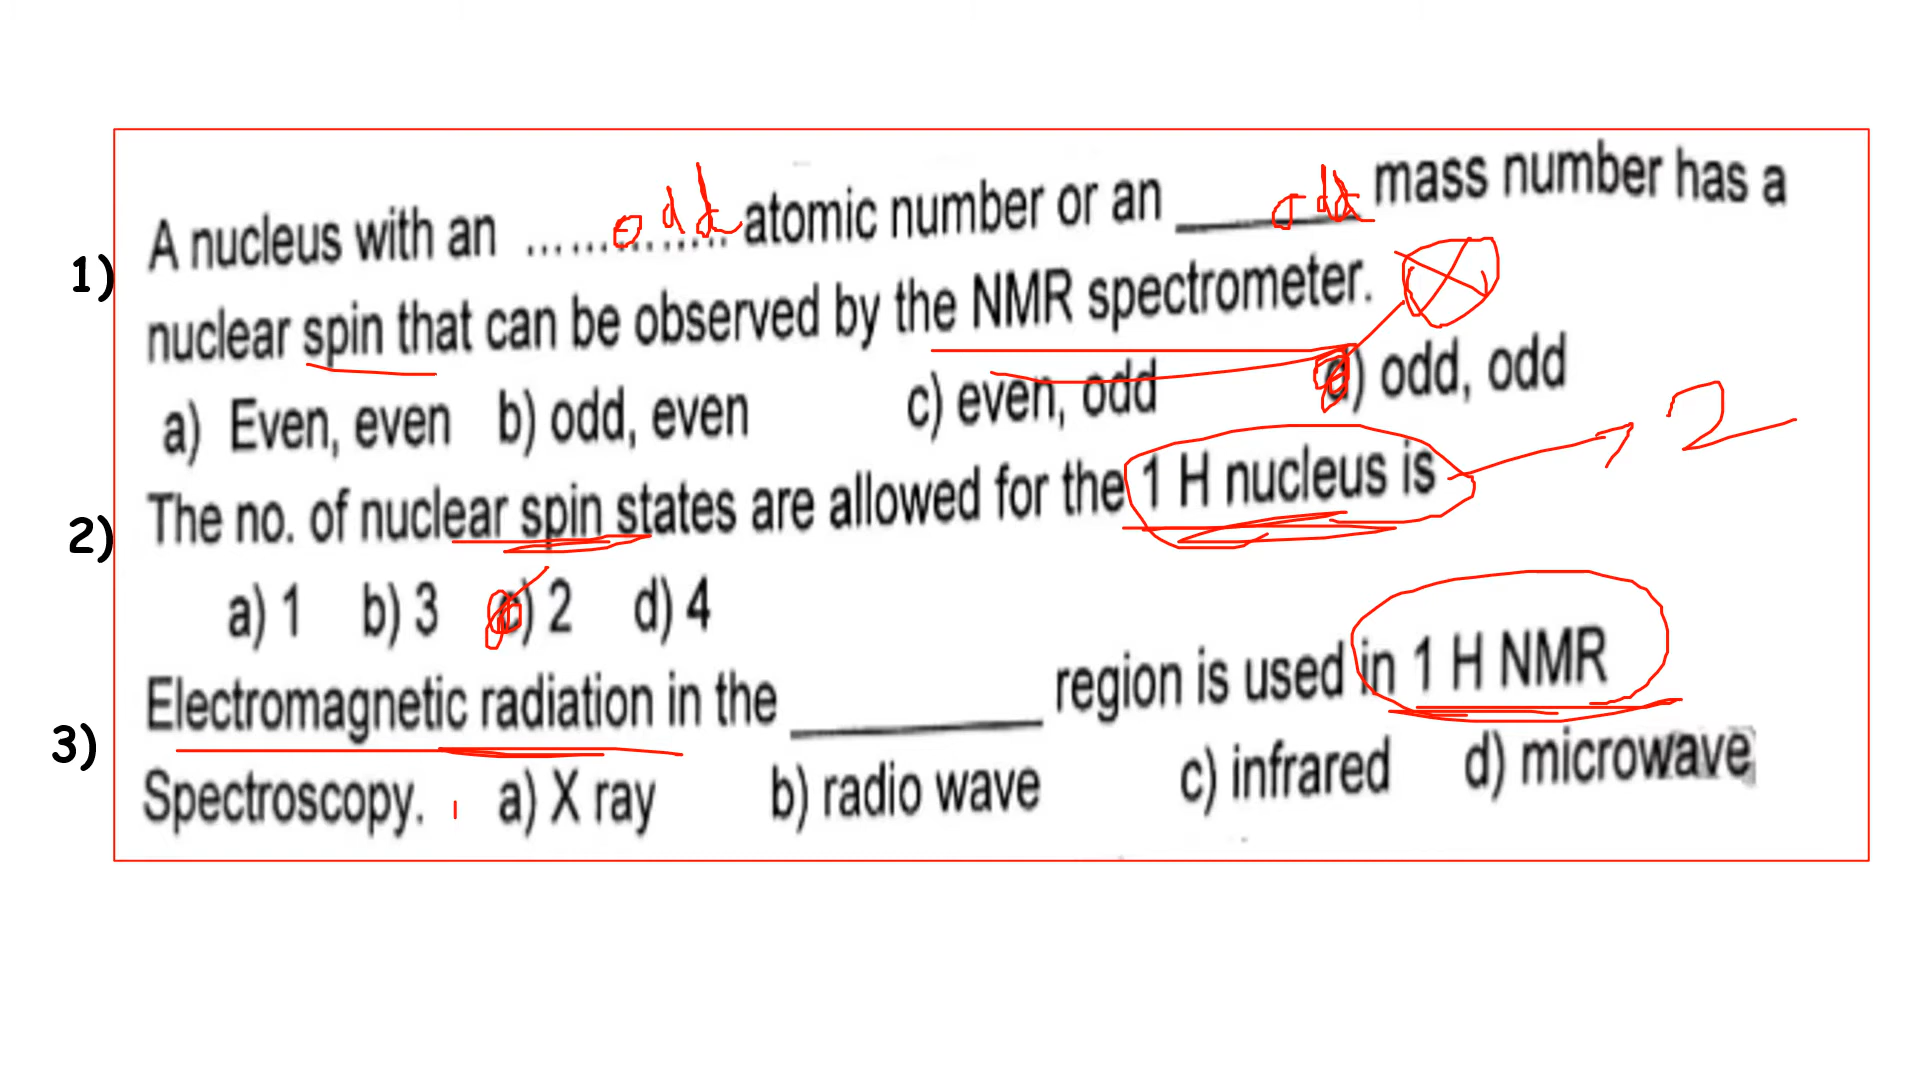 A nucleus with an .............. odd atomic number or an ________ odd mass number has a
1)
nuclear spin that can be observed by the NMR spectrometer.
a) Even, even b) odd, even c) even, odd d) odd, odd
2
The no. of nuclear spin states are allowed for the 1 H nucleus is
2)
a) 1 b) 3 c) 2 d) 4
Electromagnetic radiation in the __________ region is used in 1 H NMR
3)
Spectroscopy. a) X ray b) radio wave c) infrared d) microwave